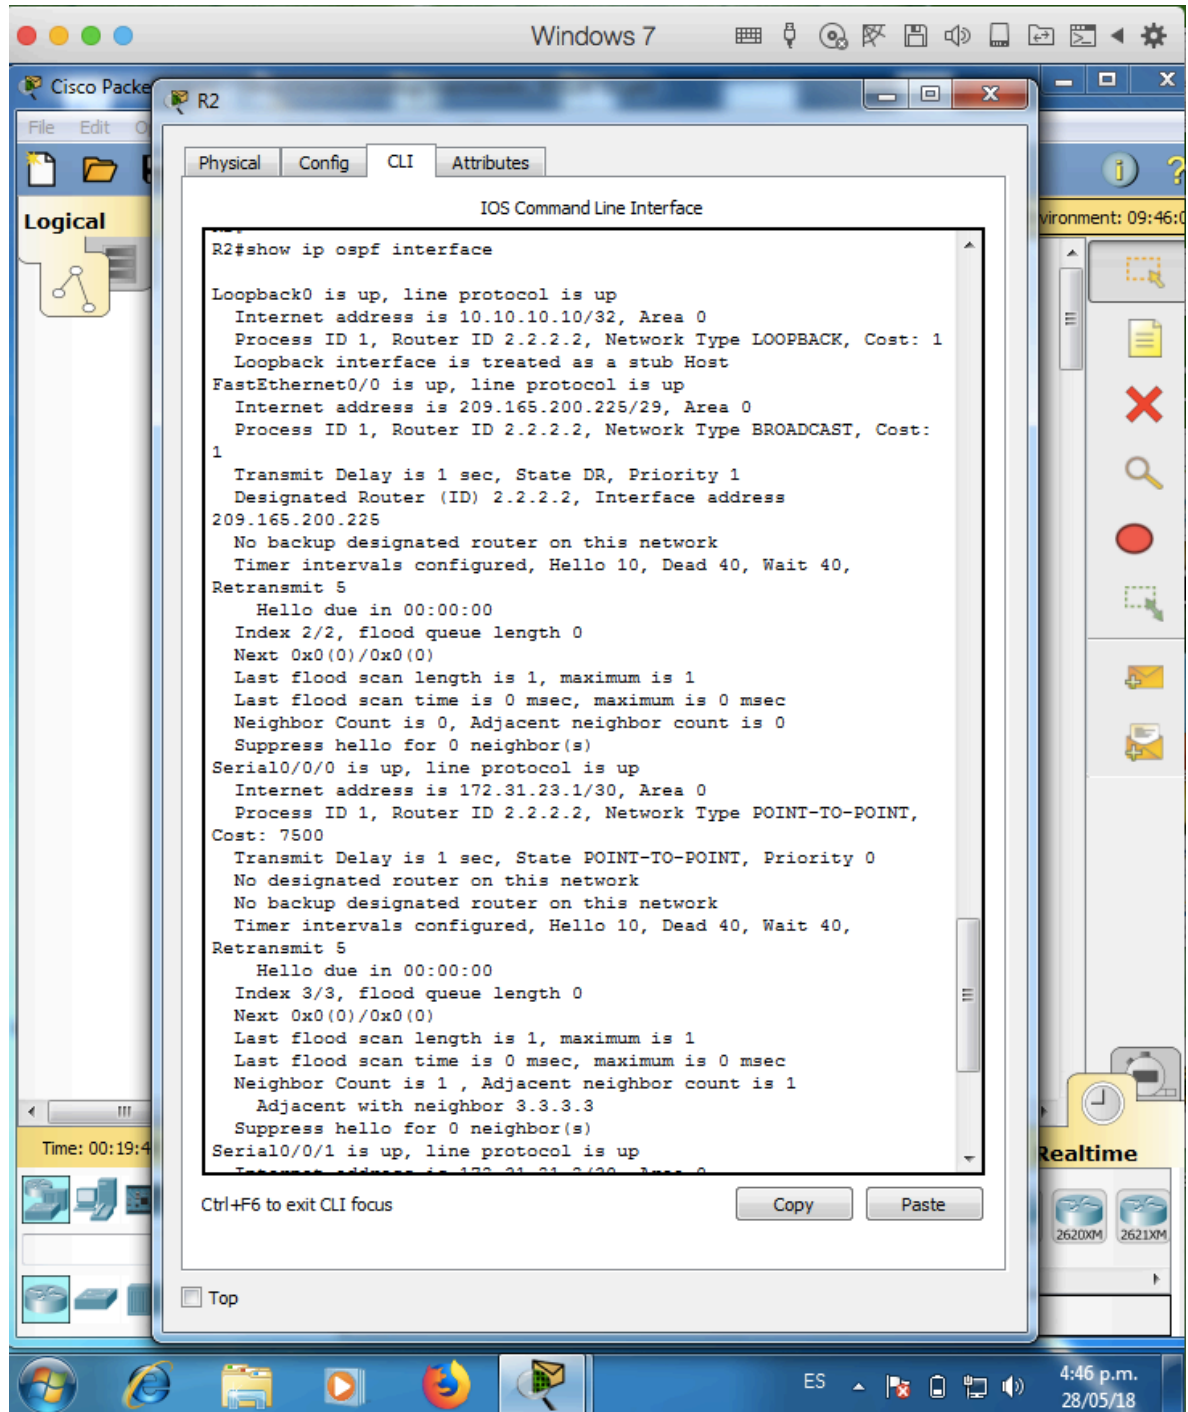 Windows 7
Cisco Packe
R2
File Edit O
Physical Config CLI Attributes
Logical
IOS Command Line Interface
vironment: 09:46:0
R2#show ip ospf interface
Loopback0 is up, line protocol is up
Internet address is 10.10.10.10/32, Area 0
Process ID 1, Router ID 2.2.2.2, Network Type LOOPBACK, Cost: 1
Loopback interface is treated as a stub Host
FastEthernet0/0 is up, line protocol is up
Internet address is 209.165.200.225/29, Area 0
Process ID 1, Router ID 2.2.2.2, Network Type BROADCAST, Cost:
1
Transmit Delay is 1 sec, State DR, Priority 1
Designated Router (ID) 2.2.2.2, Interface address
209.165.200.225
No backup designated router on this network
Timer intervals configured, Hello 10, Dead 40, Wait 40,
Retransmit 5
Hello due in 00:00:00
Index 2/2, flood queue length 0
Next 0x0(0)/0x0(0)
Last flood scan length is 1, maximum is 1
Last flood scan time is 0 msec, maximum is 0 msec
Neighbor Count is 0, Adjacent neighbor count is 0
Suppress hello for 0 neighbor(s)
Serial0/0/0 is up, line protocol is up
Internet address is 172.31.23.1/30, Area 0
Process ID 1, Router ID 2.2.2.2, Network Type POINT-TO-POINT,
Cost: 7500
Transmit Delay is 1 sec, State POINT-TO-POINT, Priority 0
No designated router on this network
No backup designated router on this network
Timer intervals configured, Hello 10, Dead 40, Wait 40,
Retransmit 5
Hello due in 00:00:00
Index 3/3, flood queue length 0
Next 0x0(0)/0x0(0)
Last flood scan length is 1, maximum is 1
Last flood scan time is 0 msec, maximum is 0 msec
Neighbor Count is 1 , Adjacent neighbor count is 1
Adjacent with neighbor 3.3.3.3
Suppress hello for 0 neighbor(s)
Serial0/0/1 is up, line protocol is up
Time: 00:19:4
Realtime
Ctrl+F6 to exit CLI focus
Copy Paste
2620XM 2621XM
Top
ES
4:46 p.m.
28/05/18